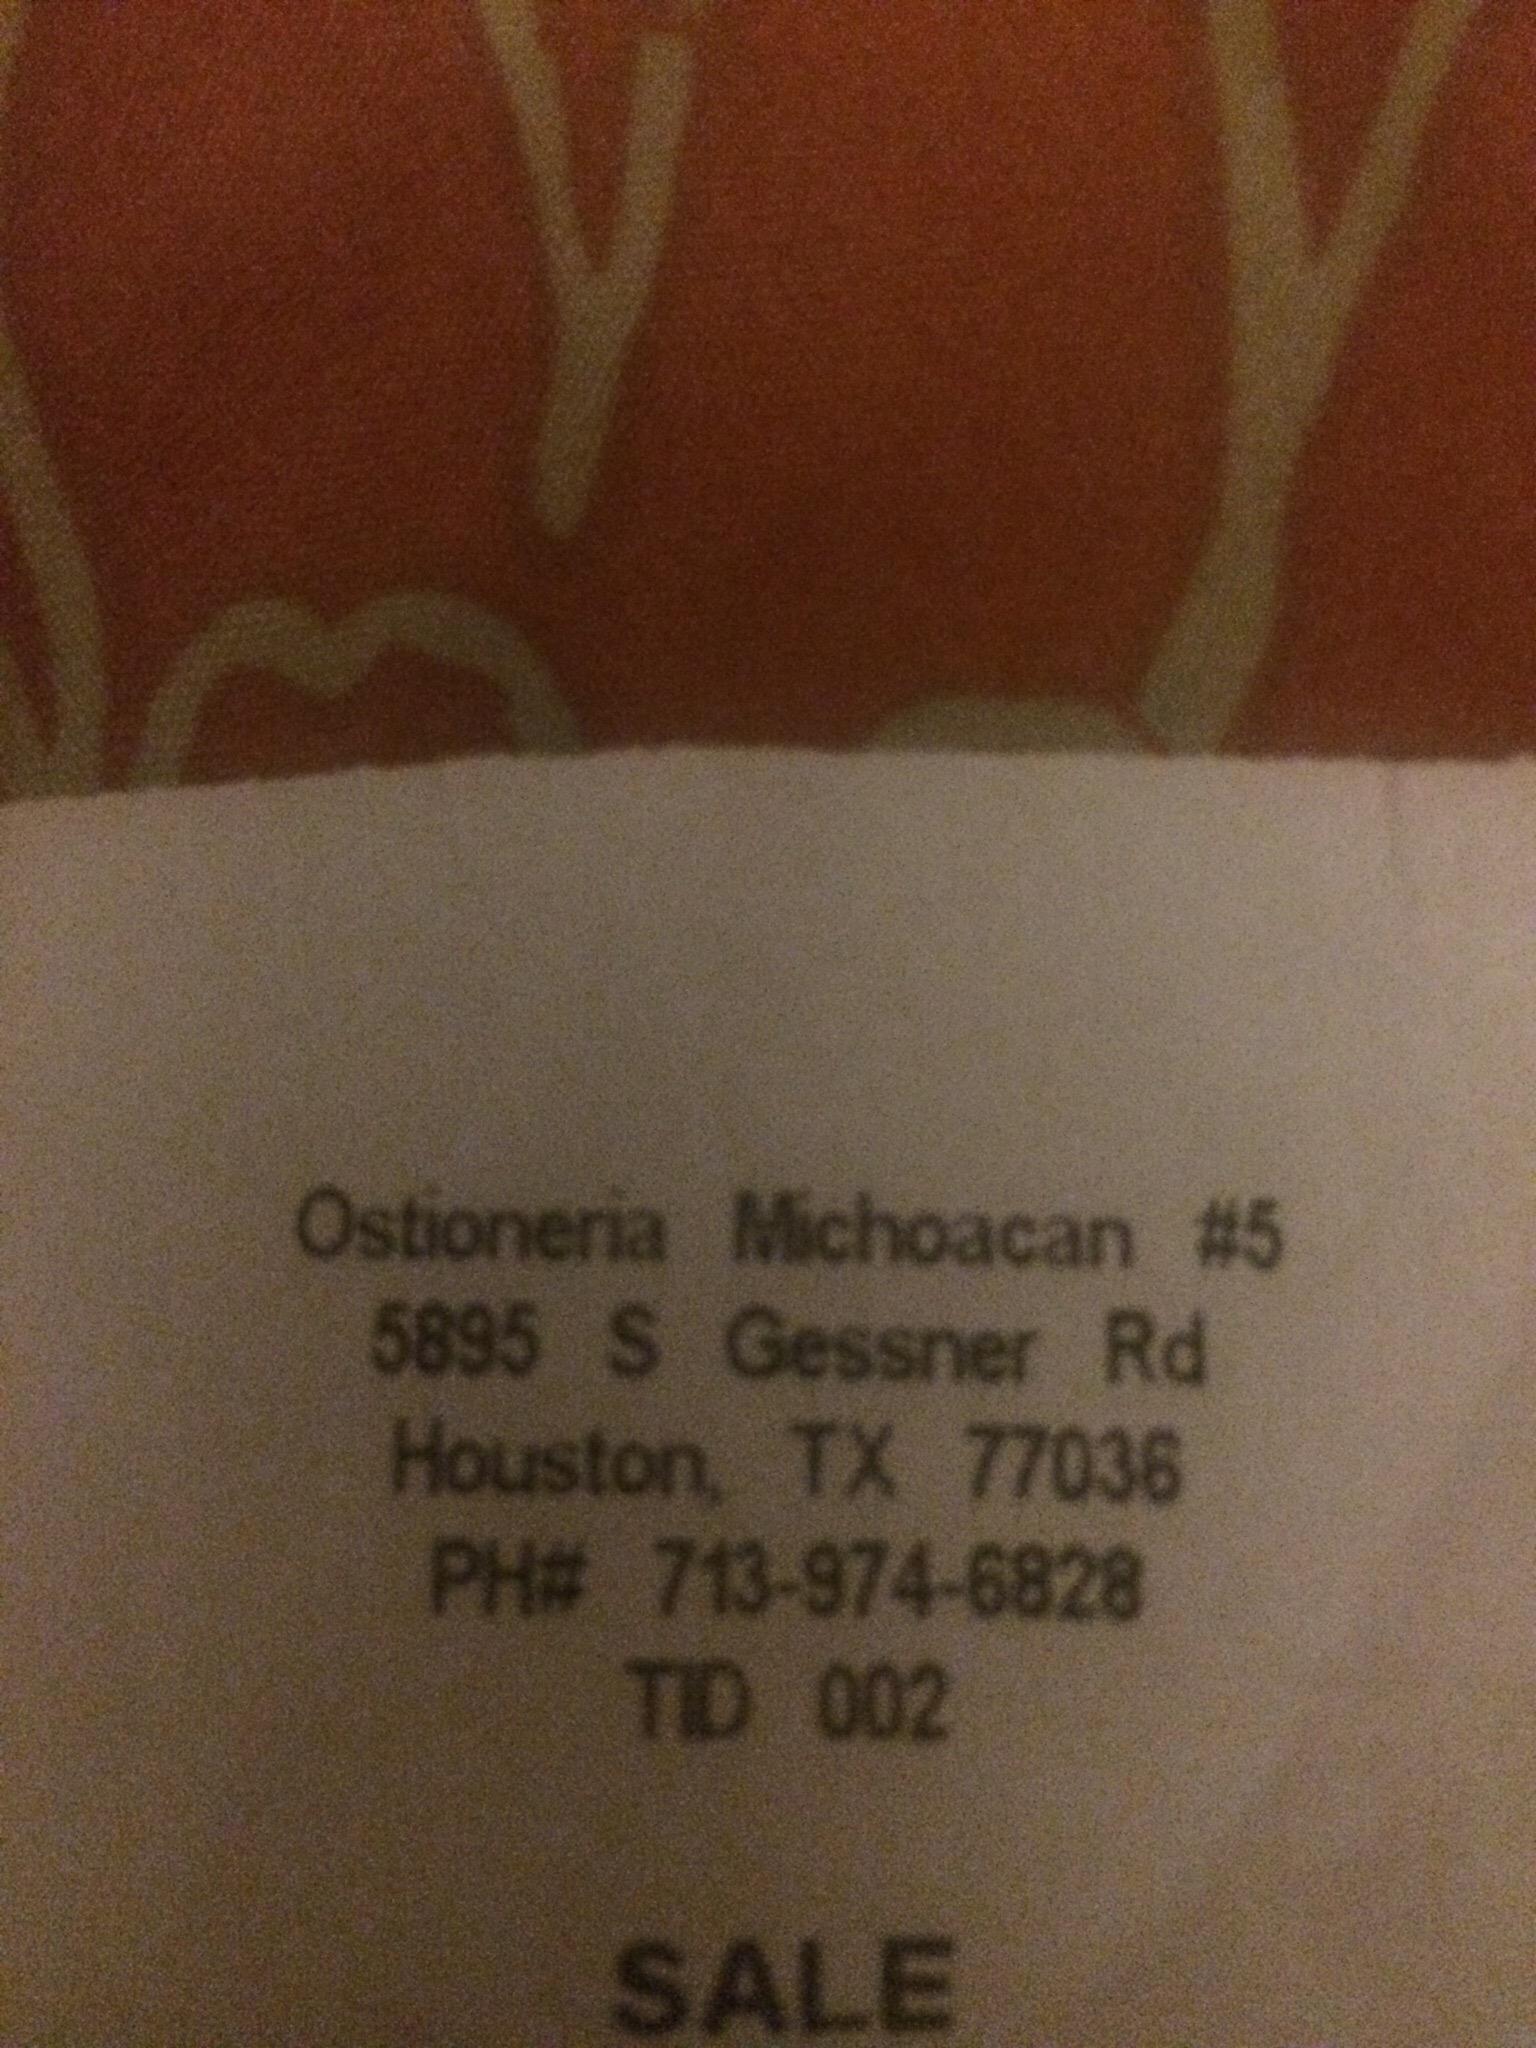 Ostioneria Michoacan #5
5895 S Gessner Rd
Houston, TX 77036
PH# 713-974-6828
TID 002
SALE